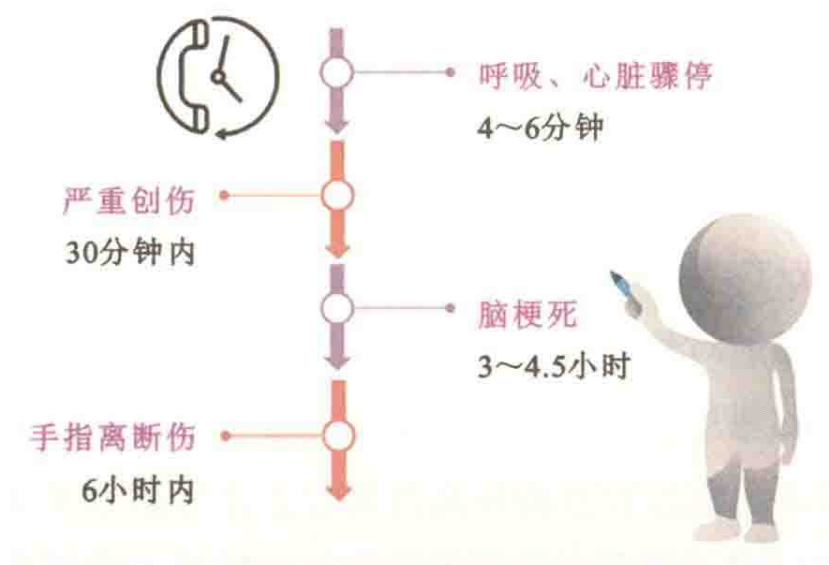 呼吸、心脏骤停
4～6分钟
严重创伤
30分钟内
脑梗死
3～4.5小时
手指离断伤
6小时内